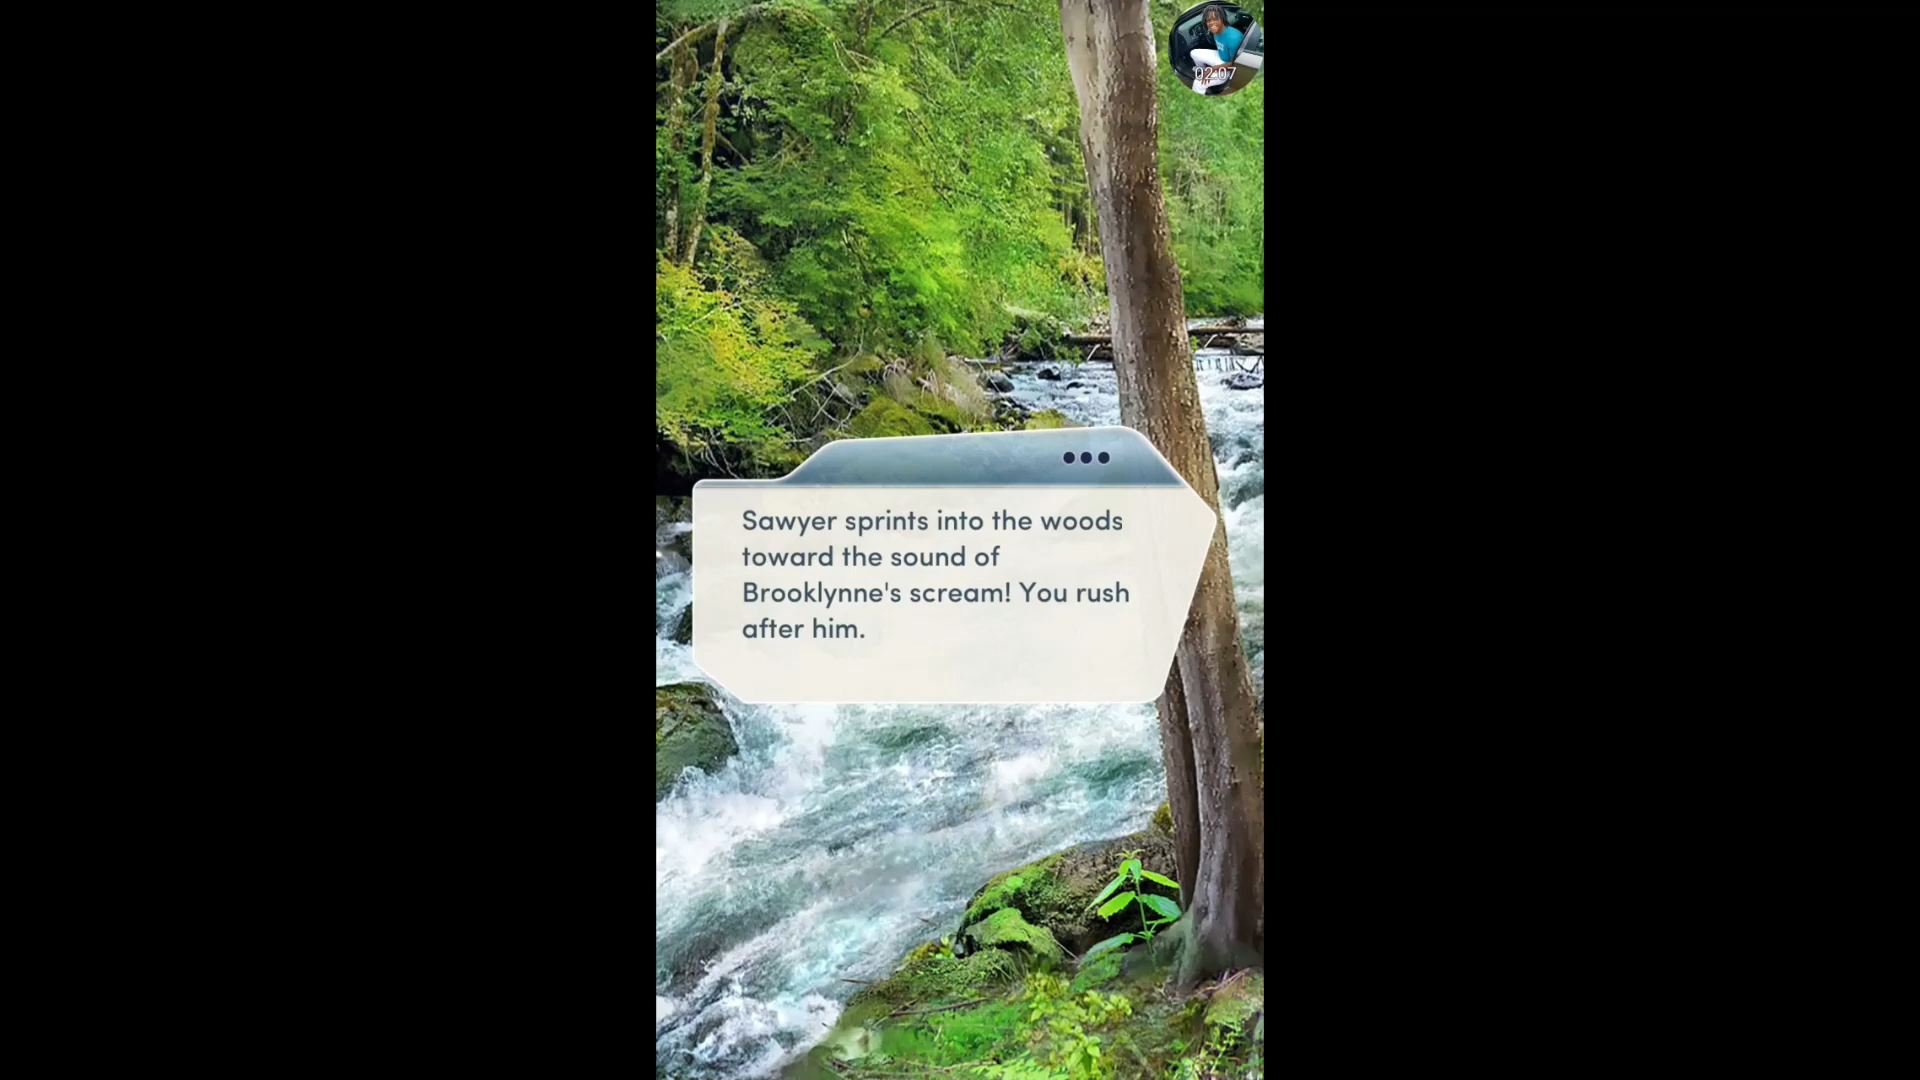 02:07
Sawyer sprints into the woods
toward the sound of
Brooklynne's scream! You rush
after him.